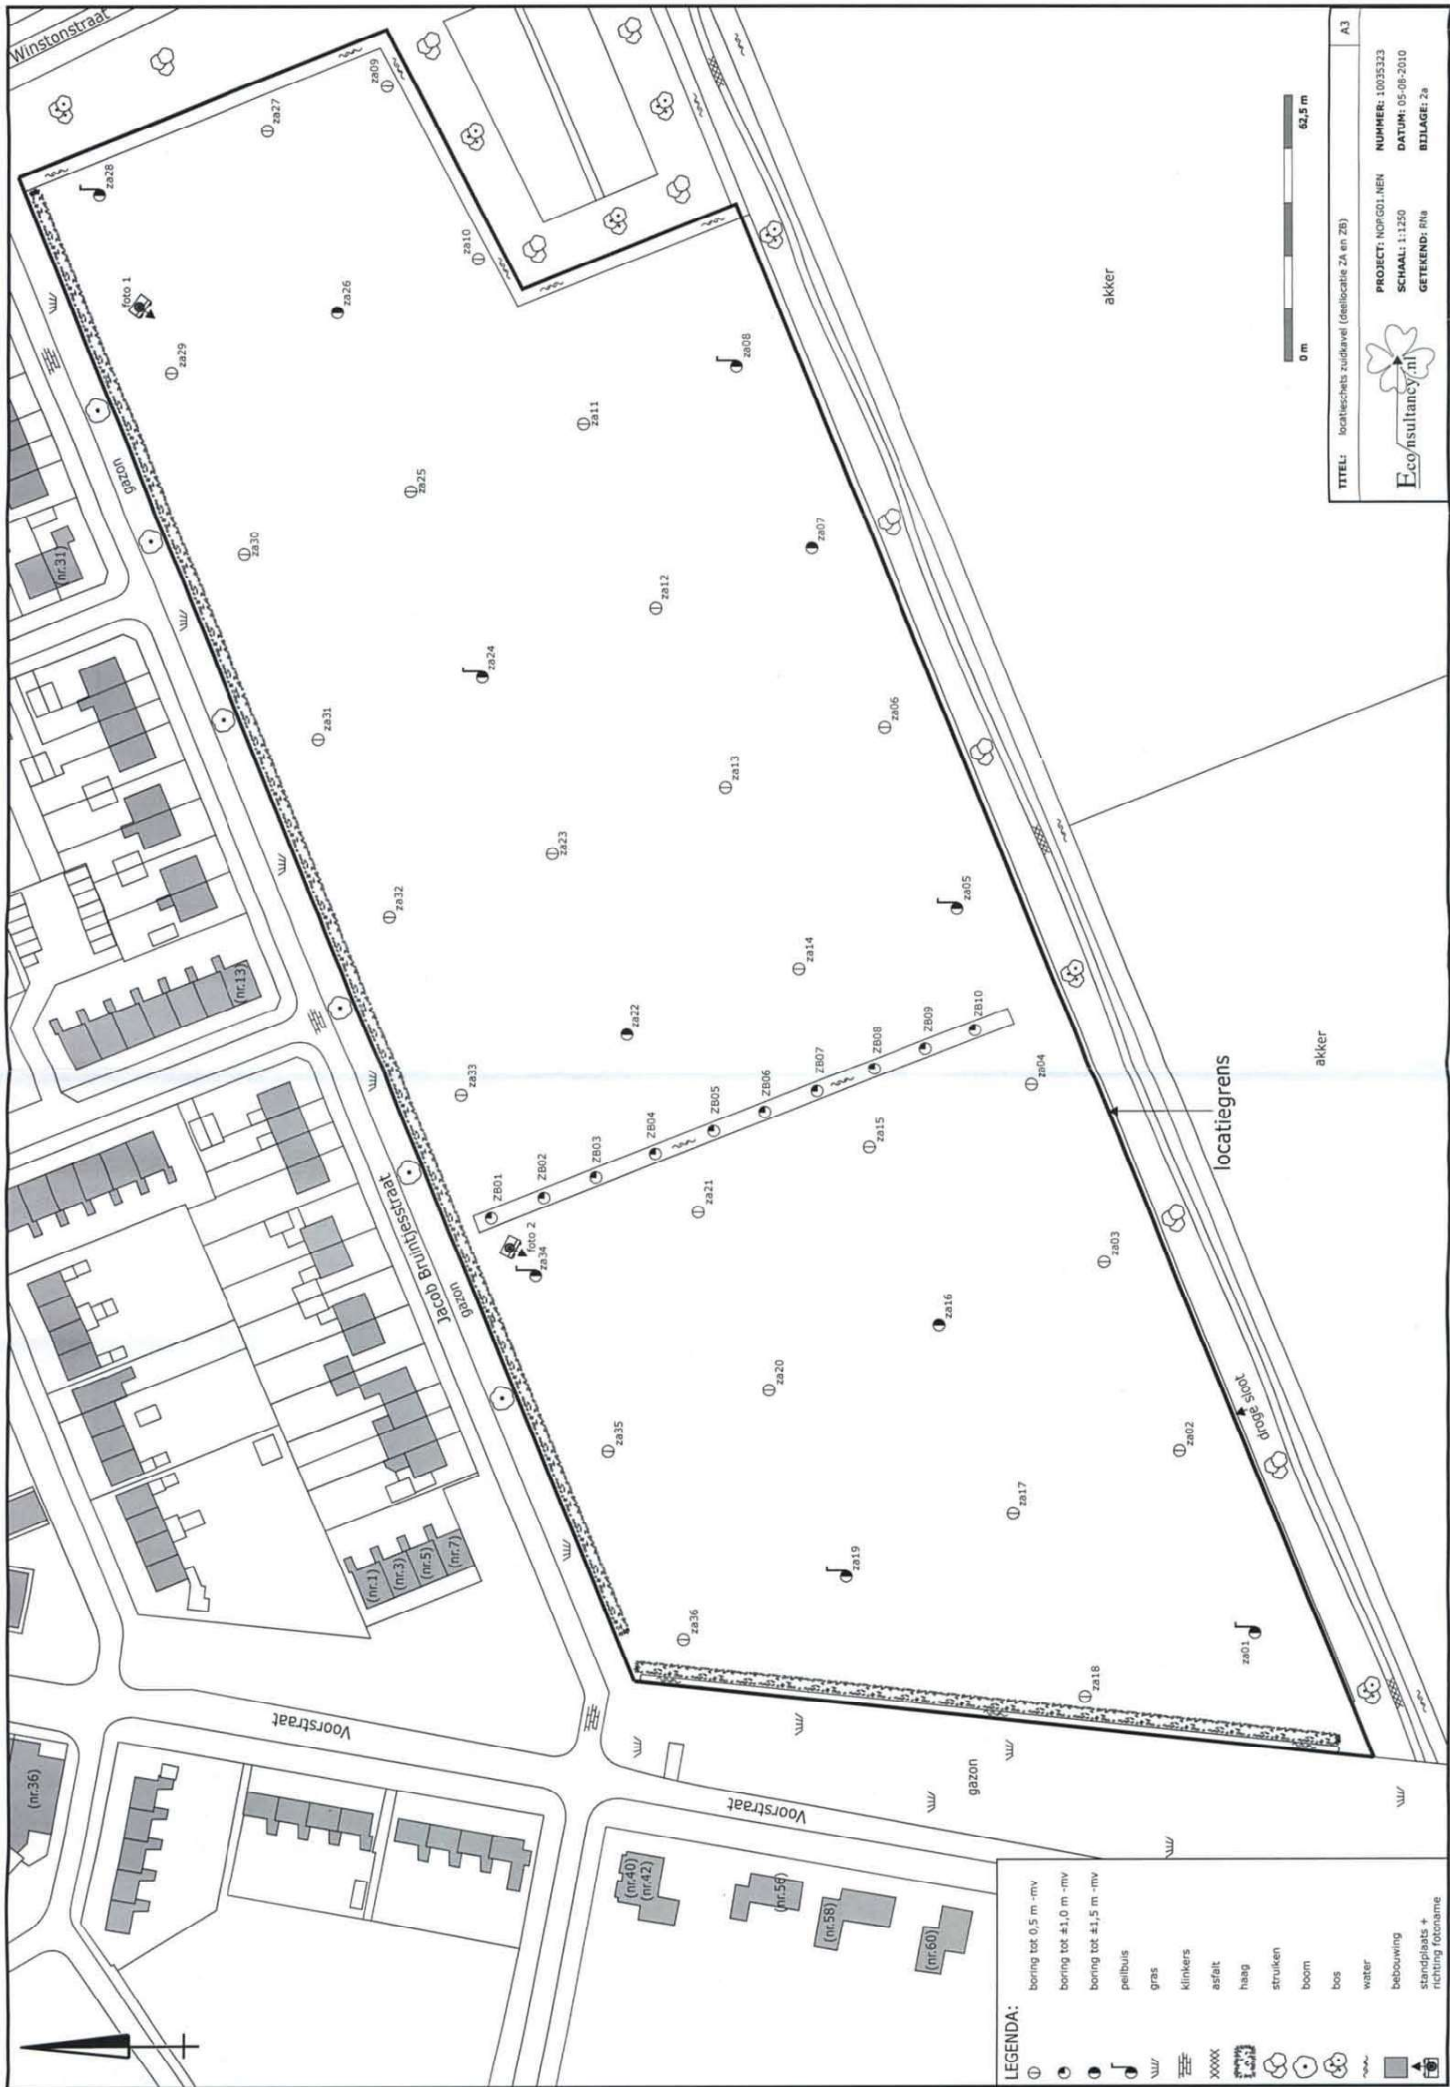 Winstonstraat
za09
za27
za28
za10
foto 1
za26
za29
za08
za11
gazon
za25
za30
(nr.31)
za07
za12
za24
za31
za06
za13
za23
za32
za05
za14
(nr.13)
za22
ZB10
ZB09
ZB08
ZB07
ZB06
ZB05
ZB04
ZB03
ZB02
ZB01
za33
za04
za15
za21
foto 2
za34
Jacob Bruintjesstraat
gazon
za03
za16
za20
za35
za02
za17
za19
za36
za01
za18
(nr.1)
(nr.3)
(nr.5)
(nr.7)
akker
akker
locatiegrens
droge sloot
Voorstraat
Voorstraat
gazon
(nr.36)
(nr.40)
(nr.42)
(nr.56)
(nr.58)
(nr.60)
LEGENDA:
boring tot 0,5 m -mv
boring tot ±1,0 m -mv
boring tot ±1,5 m -mv
peilbuis
gras
klinkers
asfalt
haag
struiken
boom
bos
water
bebouwing
standplaats +
richting fotoname
0 m
62,5 m
TITEL: locatieschets zuidkavel (deellocatie ZA en ZB)
A3
PROJECT: NOP.G01.NEN
NUMMER: 10035323
SCHAAL: 1:1250
DATUM: 05-08-2010
GETEKEND: RNa
BIJLAGE: 2a
Econsultancy.nl